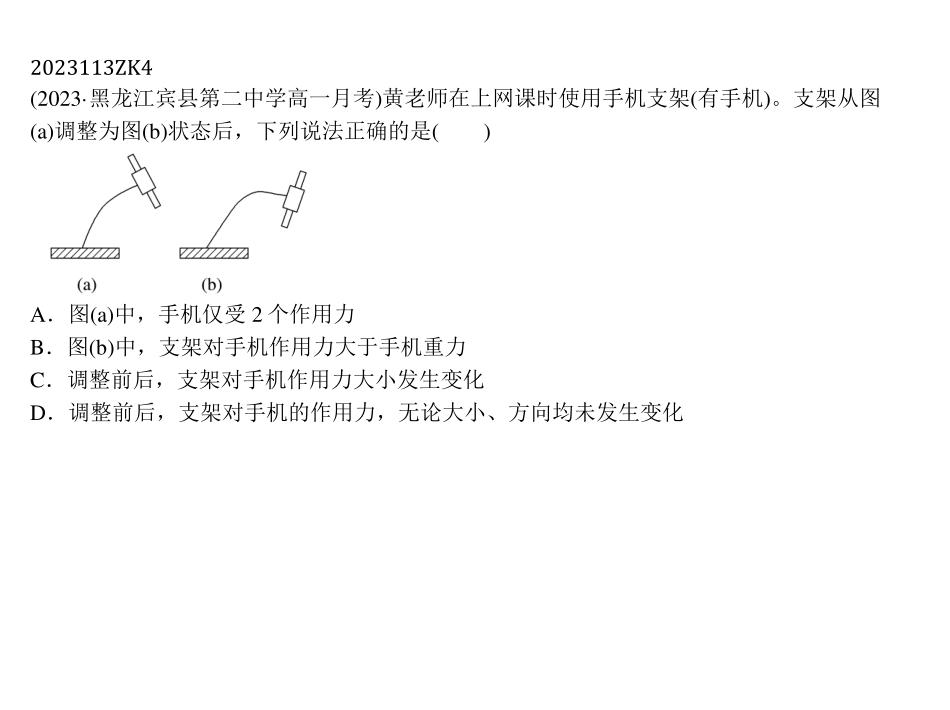 2023113ZK4
(2023·黑龙江宾县第二中学高一月考)黄老师在上网课时使用手机支架(有手机)。支架从图
(a)调整为图(b)状态后，下列说法正确的是(　　)
(a)　(b)
A．图(a)中，手机仅受 2 个作用力
B．图(b)中，支架对手机作用力大于手机重力
C．调整前后，支架对手机作用力大小发生变化
D．调整前后，支架对手机的作用力，无论大小、方向均未发生变化